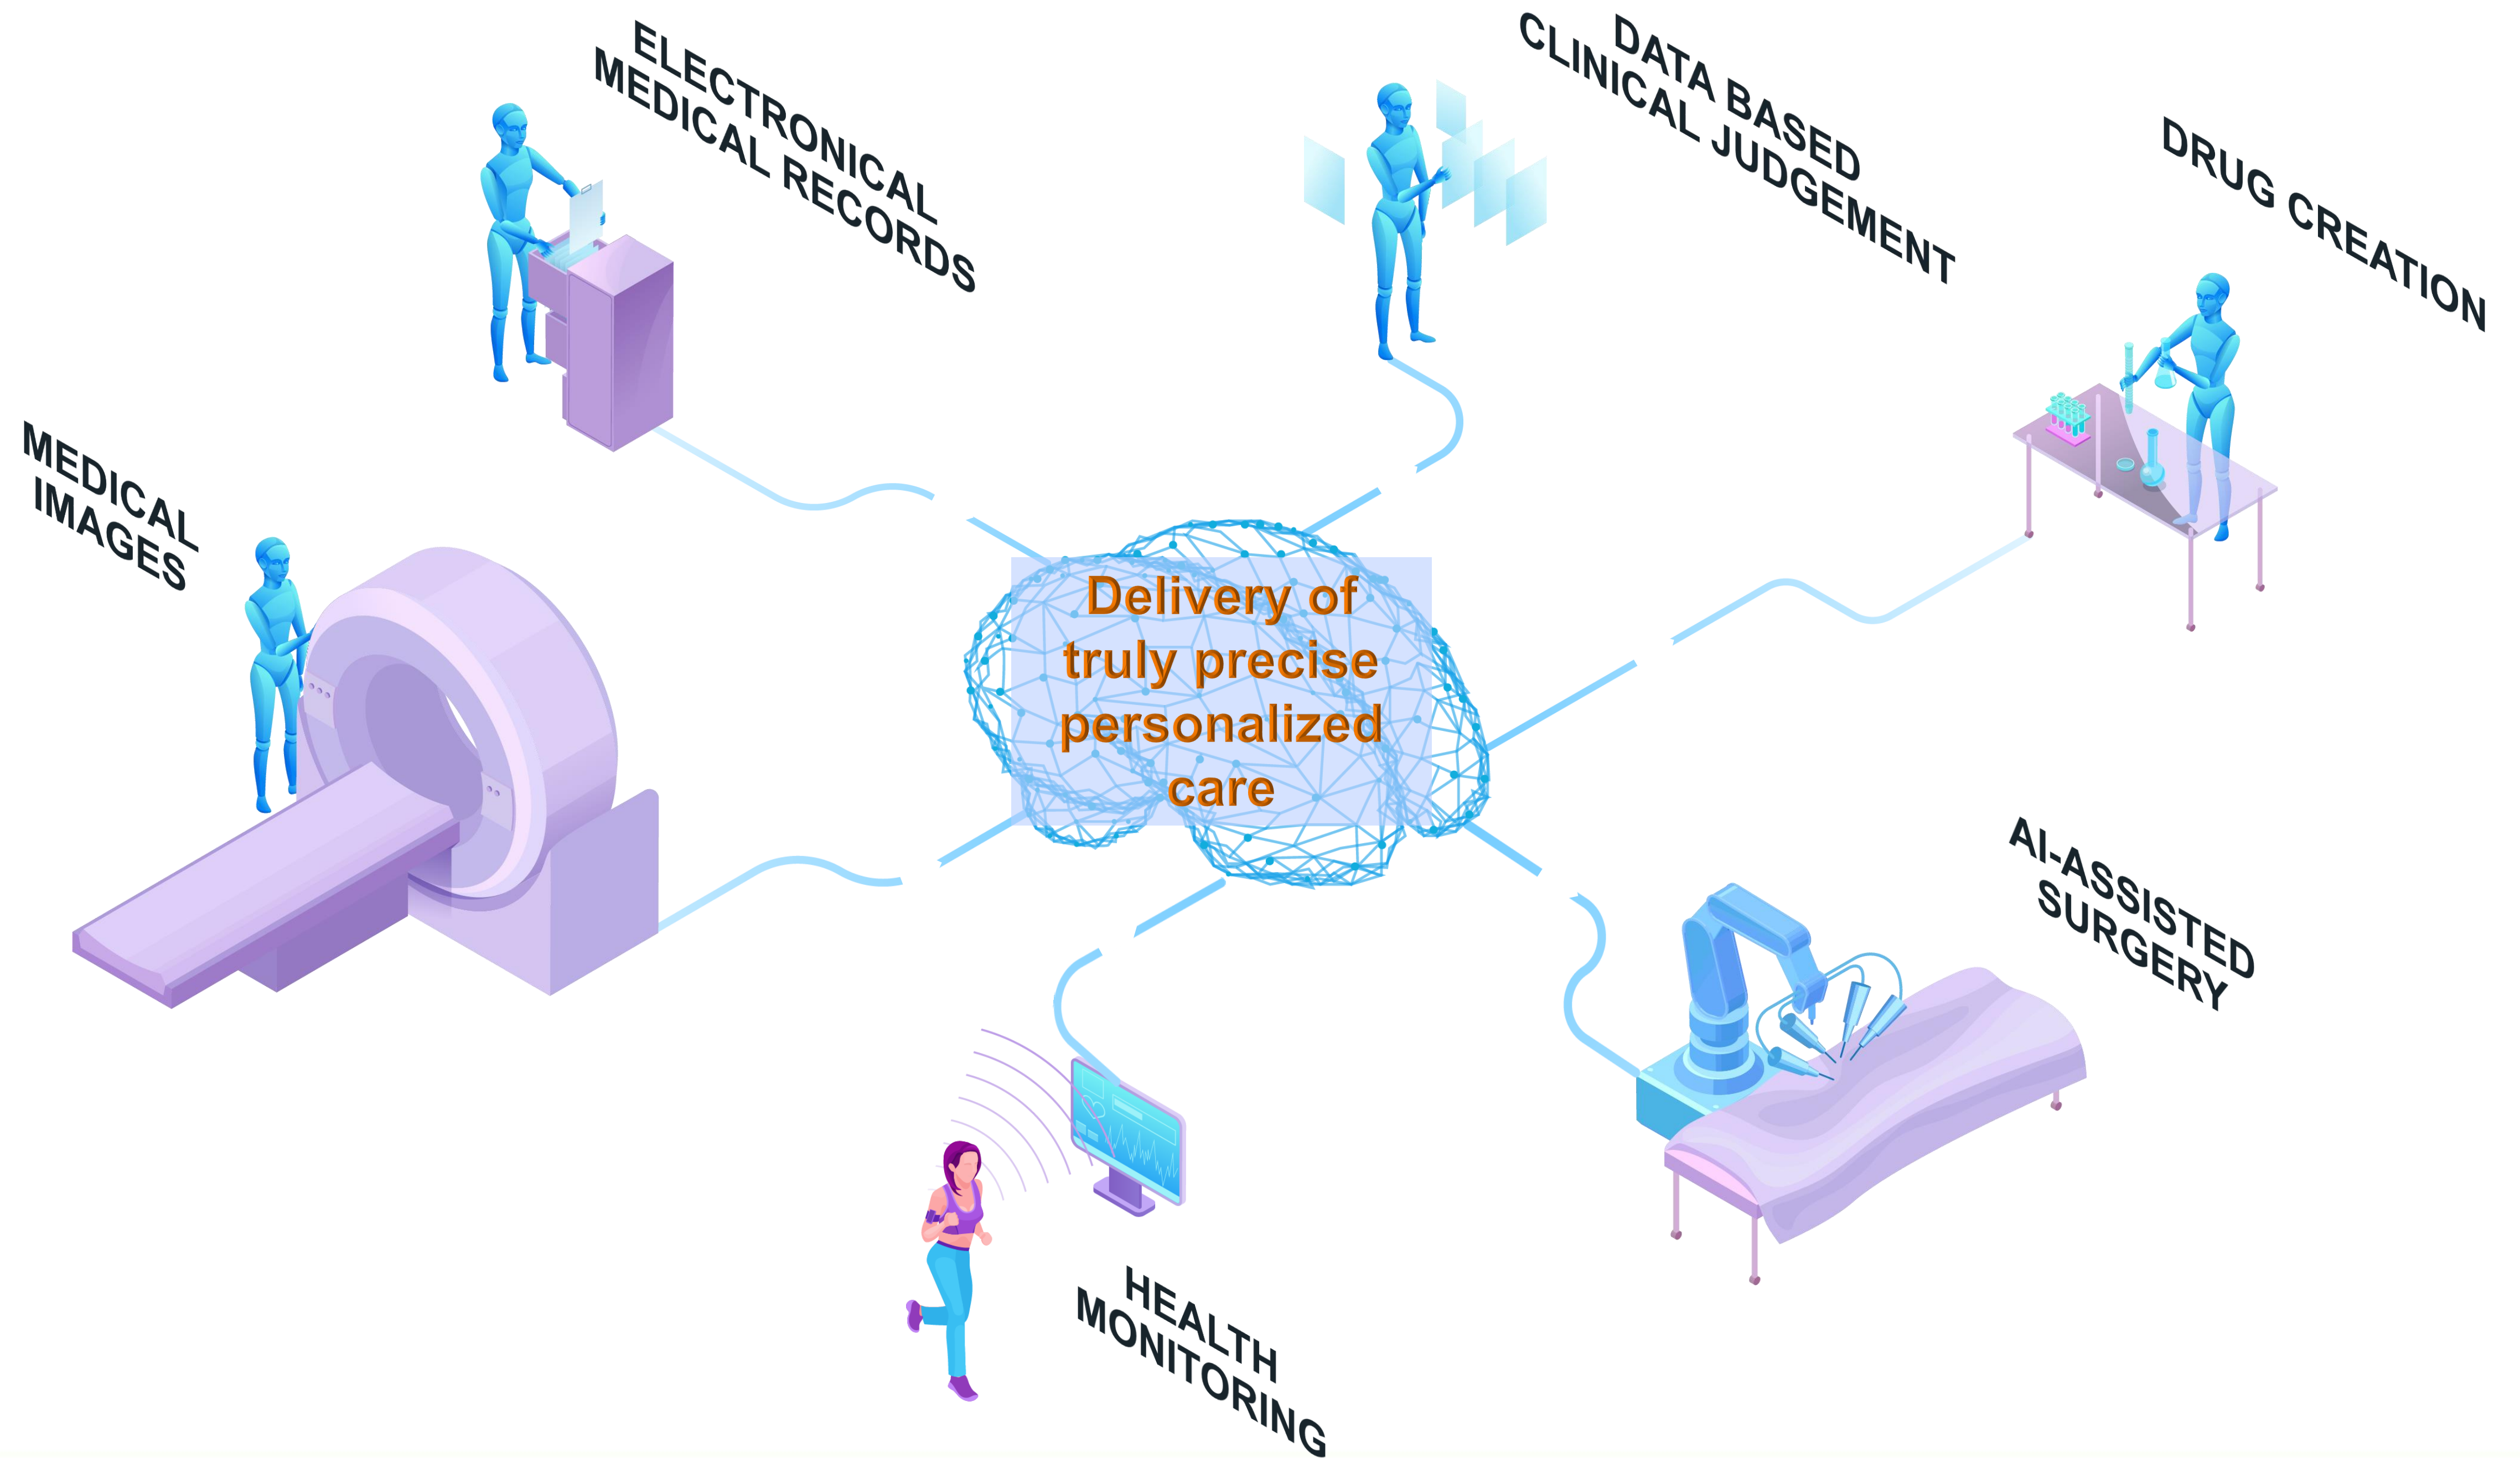 ELECTRONICAL
MEDICAL RECORDS
DATA BASED
CLINICAL JUDGEMENT
DRUG CREATION
MEDICAL
IMAGES
Delivery of
truly precise
personalized
care
AI-ASSISTED
SURGERY
HEALTH
MONITORING